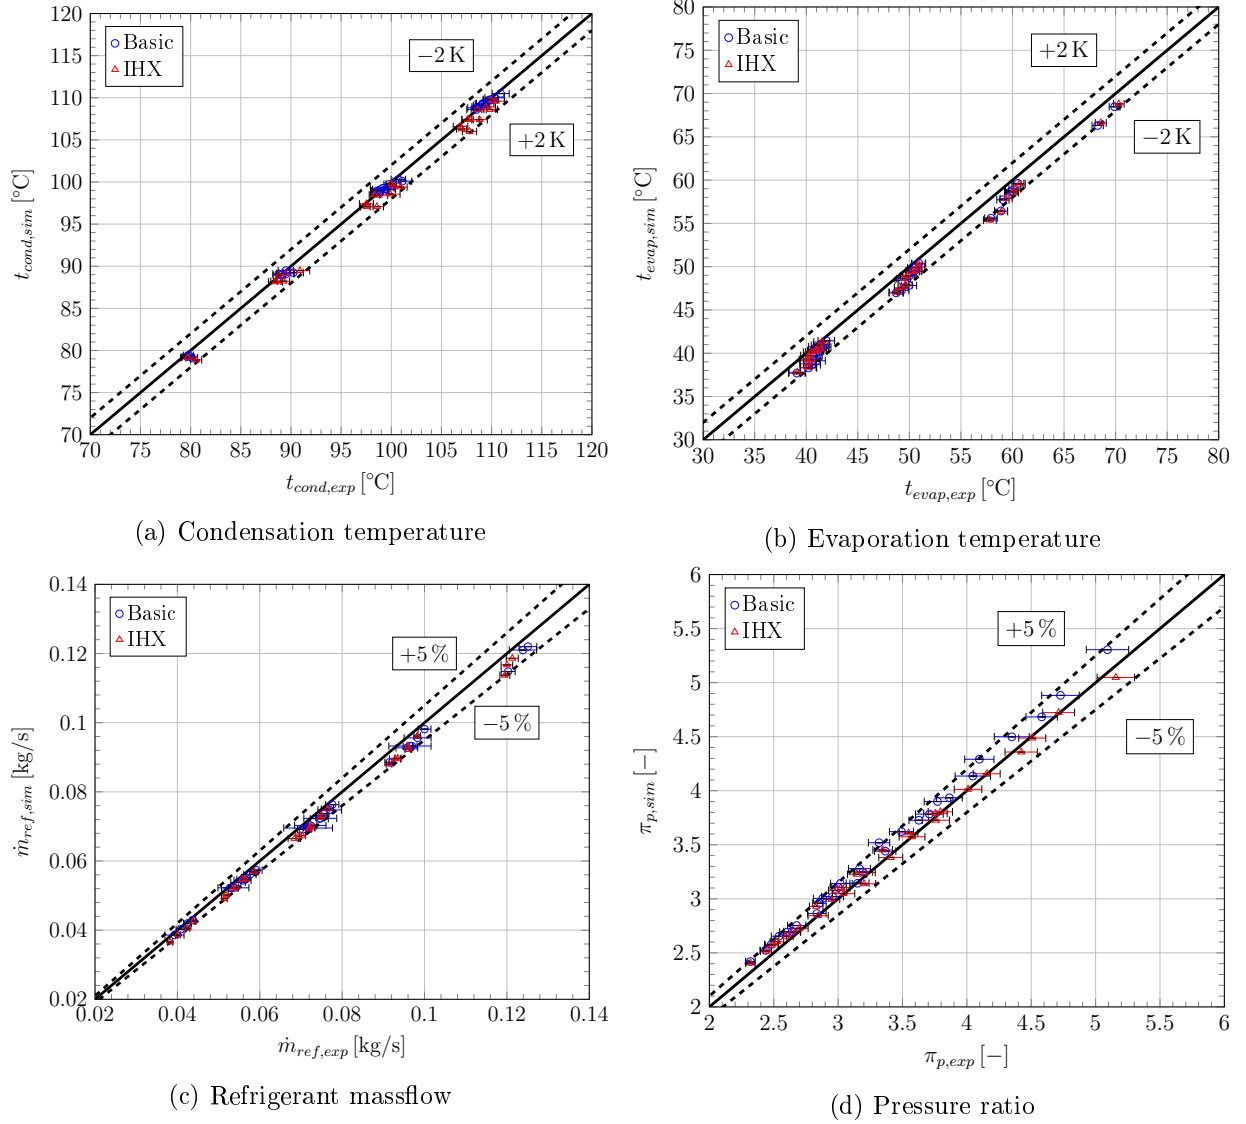 120
115
110
105
100
95
90
85
80
75
70
70 75 80 85 90 95 100 105 110 115 120
t_cond,sim [°C]
t_cond,exp [°C]
Basic
IHX
−2 K
+2 K
(a) Condensation temperature
80
75
70
65
60
55
50
45
40
35
30
30 35 40 45 50 55 60 65 70 75 80
t_evap,sim [°C]
t_evap,exp [°C]
Basic
IHX
+2 K
−2 K
(b) Evaporation temperature
0.14
0.12
0.1
0.08
0.06
0.04
0.02
0.02 0.04 0.06 0.08 0.1 0.12 0.14
ṁ_ref,sim [kg/s]
ṁ_ref,exp [kg/s]
Basic
IHX
+5 %
−5 %
(c) Refrigerant massflow
6
5.5
5
4.5
4
3.5
3
2.5
2
2 2.5 3 3.5 4 4.5 5 5.5 6
π_p,sim [−]
π_p,exp [−]
Basic
IHX
+5 %
−5 %
(d) Pressure ratio